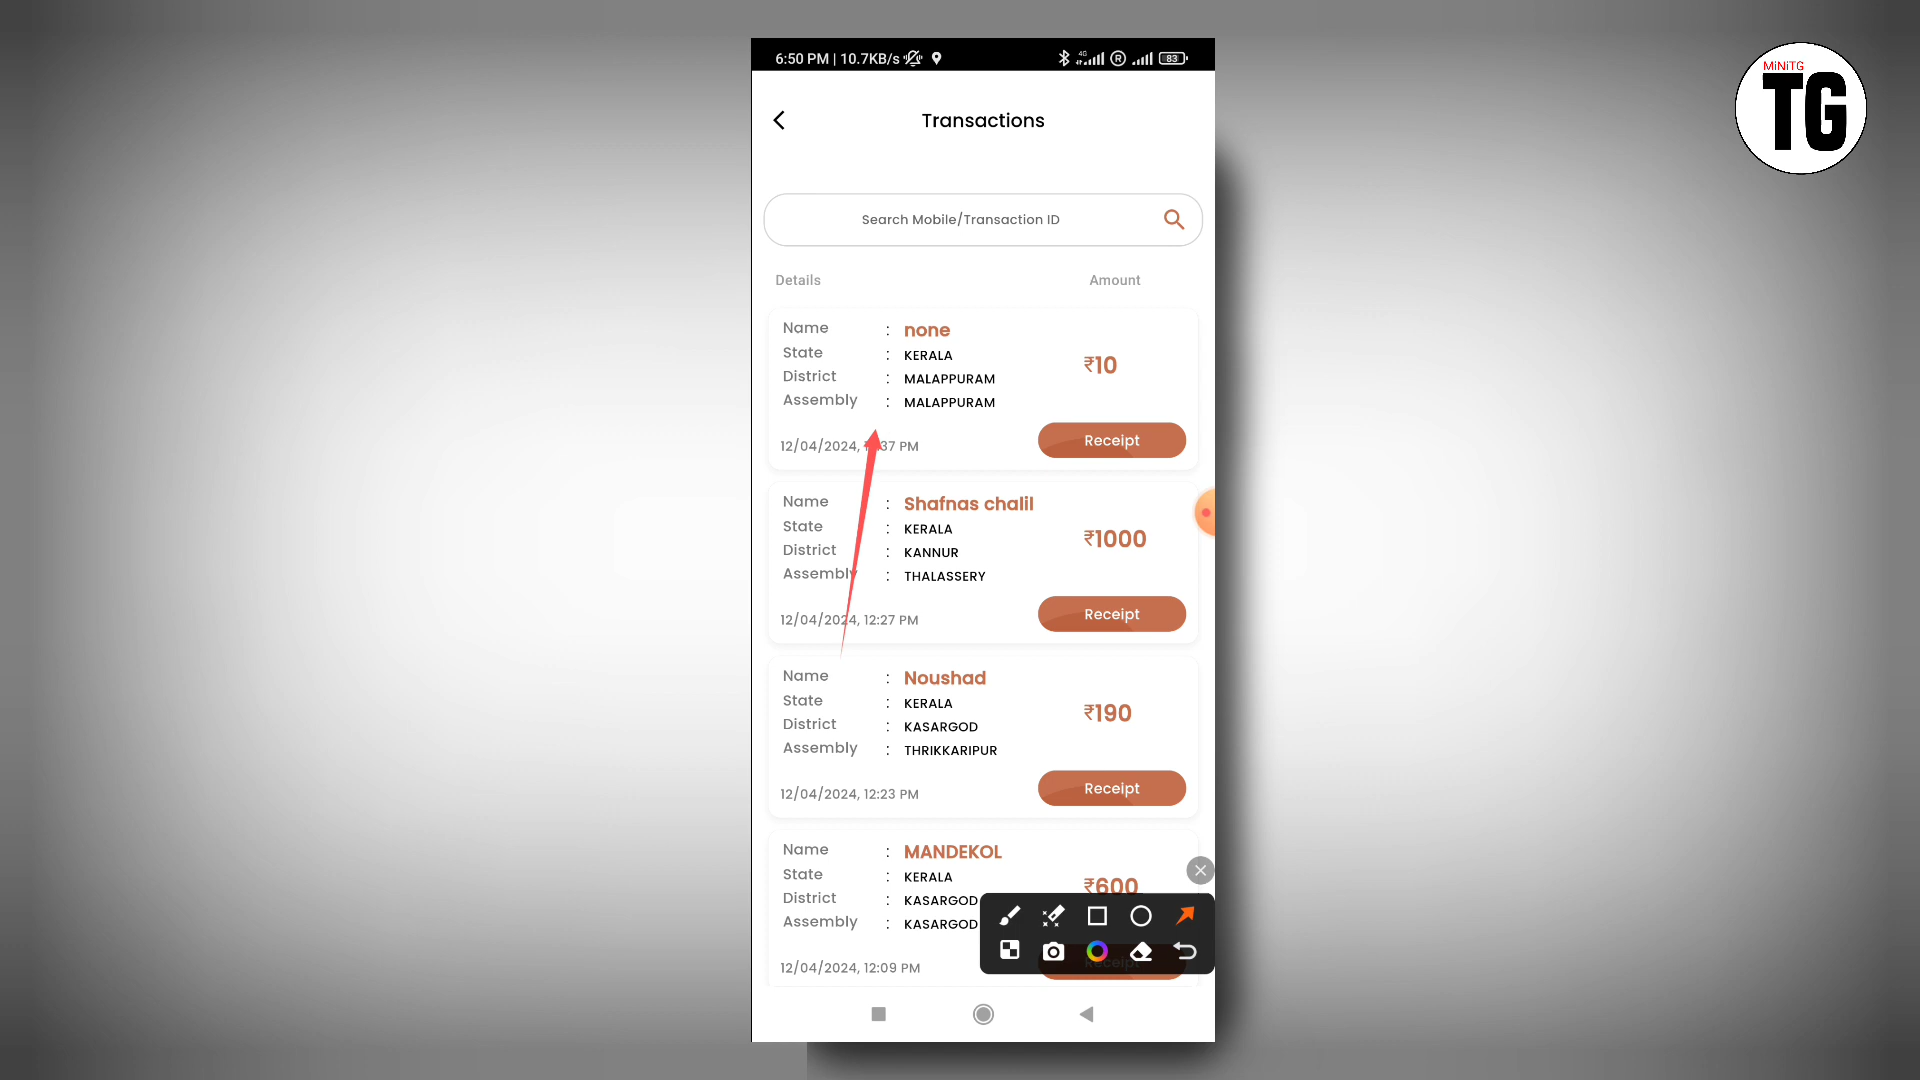 6:50 PM | 10.7KB/s
4G
R
83
MiNiTG
TG
Transactions
Search Mobile/Transaction ID
Details Amount
Name : none
State : KERALA
₹10
District : MALAPPURAM
Assembly : MALAPPURAM
12/04/2024, 37 PM
Receipt
Name : Shafnas chalil
State : KERALA
₹1000
District : KANNUR
Assembly : THALASSERY
12/04/2024, 12:27 PM
Receipt
Name : Noushad
State : KERALA
₹190
District : KASARGOD
Assembly : THRIKKARIPUR
12/04/2024, 12:23 PM
Receipt
Name : MANDEKOL
State : KERALA
₹600
District : KASARGOD
Assembly : KASARGOD
12/04/2024, 12:09 PM
Receipt